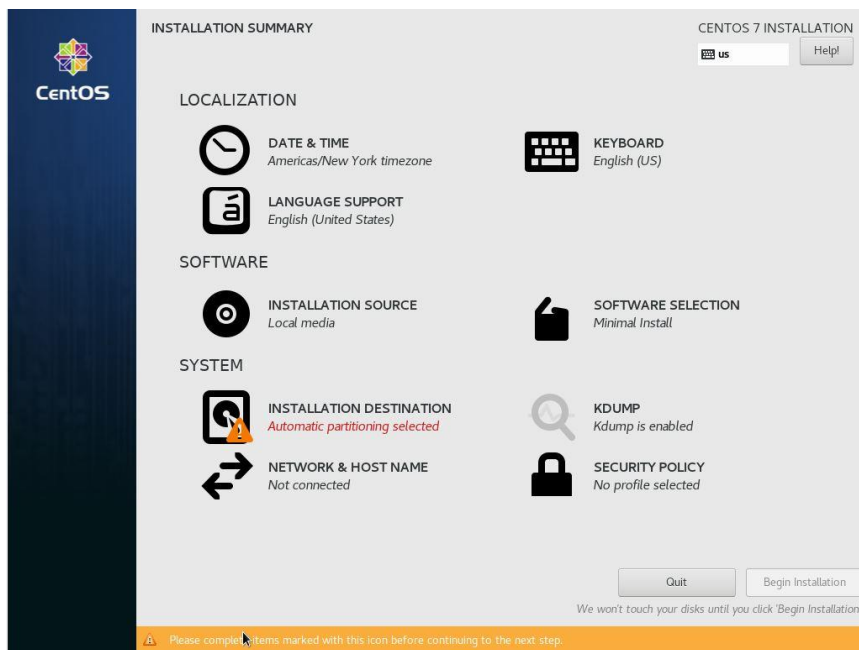 INSTALLATION SUMMARY
CENTOS 7 INSTALLATION
us
Help!
CentOS
LOCALIZATION
DATE & TIME
Americas/New York timezone
KEYBOARD
English (US)
á
LANGUAGE SUPPORT
English (United States)
SOFTWARE
INSTALLATION SOURCE
Local media
SOFTWARE SELECTION
Minimal Install
SYSTEM
INSTALLATION DESTINATION
Automatic partitioning selected
KDUMP
Kdump is enabled
NETWORK & HOST NAME
Not connected
SECURITY POLICY
No profile selected
Quit
Begin Installation
We won't touch your disks until you click 'Begin Installation
Please complete items marked with this icon before continuing to the next step.